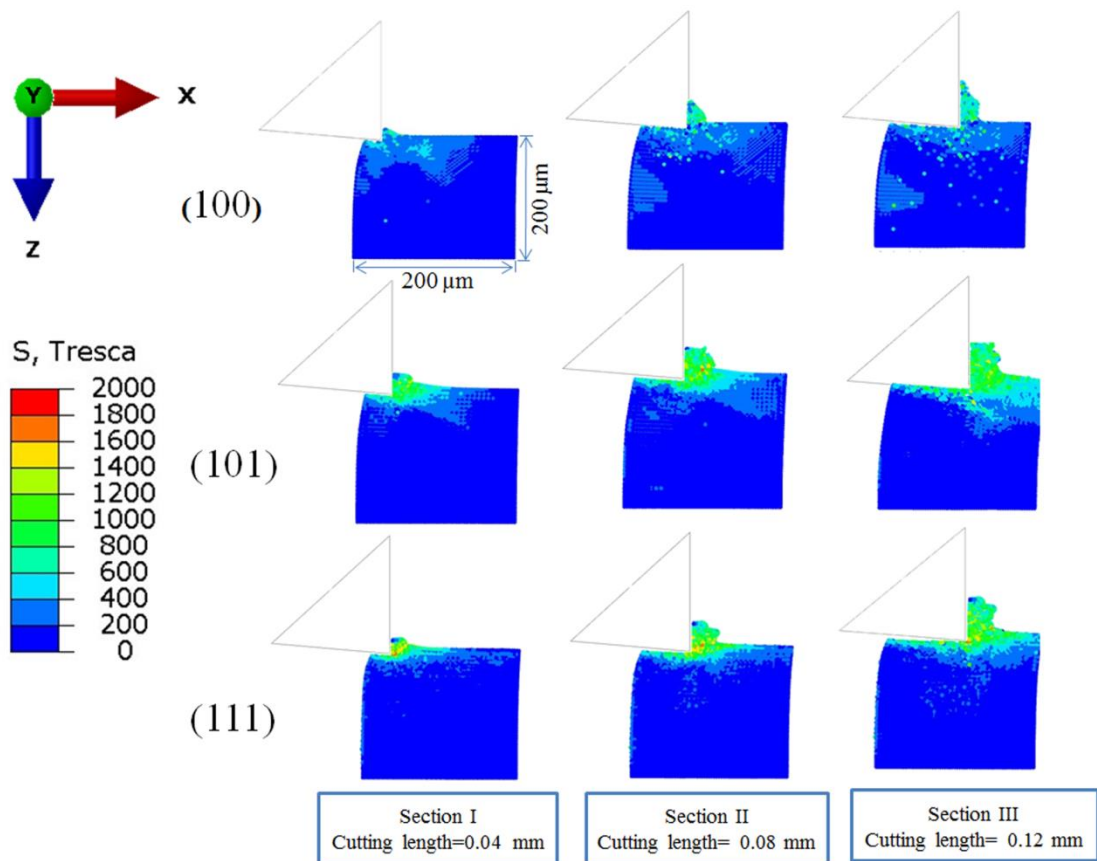 Y
X
Z
(100)
200 µm
200 µm
S, Tresca
2000
1800
1600
1400
1200
1000
800
600
400
200
0
(101)
(111)
Section I
Cutting length=0.04 mm
Section II
Cutting length= 0.08 mm
Section III
Cutting length= 0.12 mm